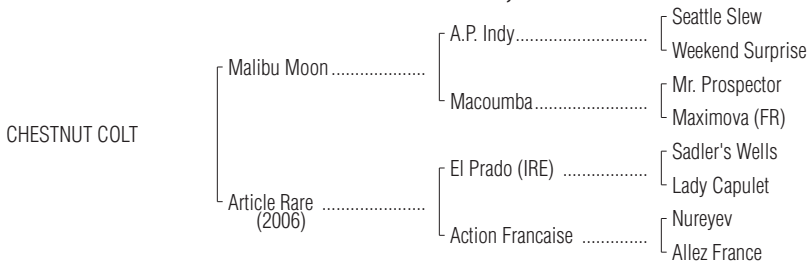 Seattle Slew
A.P. Indy
Weekend Surprise
Malibu Moon
Mr. Prospector
Macoumba
Maximova (FR)
CHESTNUT COLT
Sadler's Wells
El Prado (IRE)
Lady Capulet
Article Rare
(2006)
Nureyev
Action Francaise
Allez France